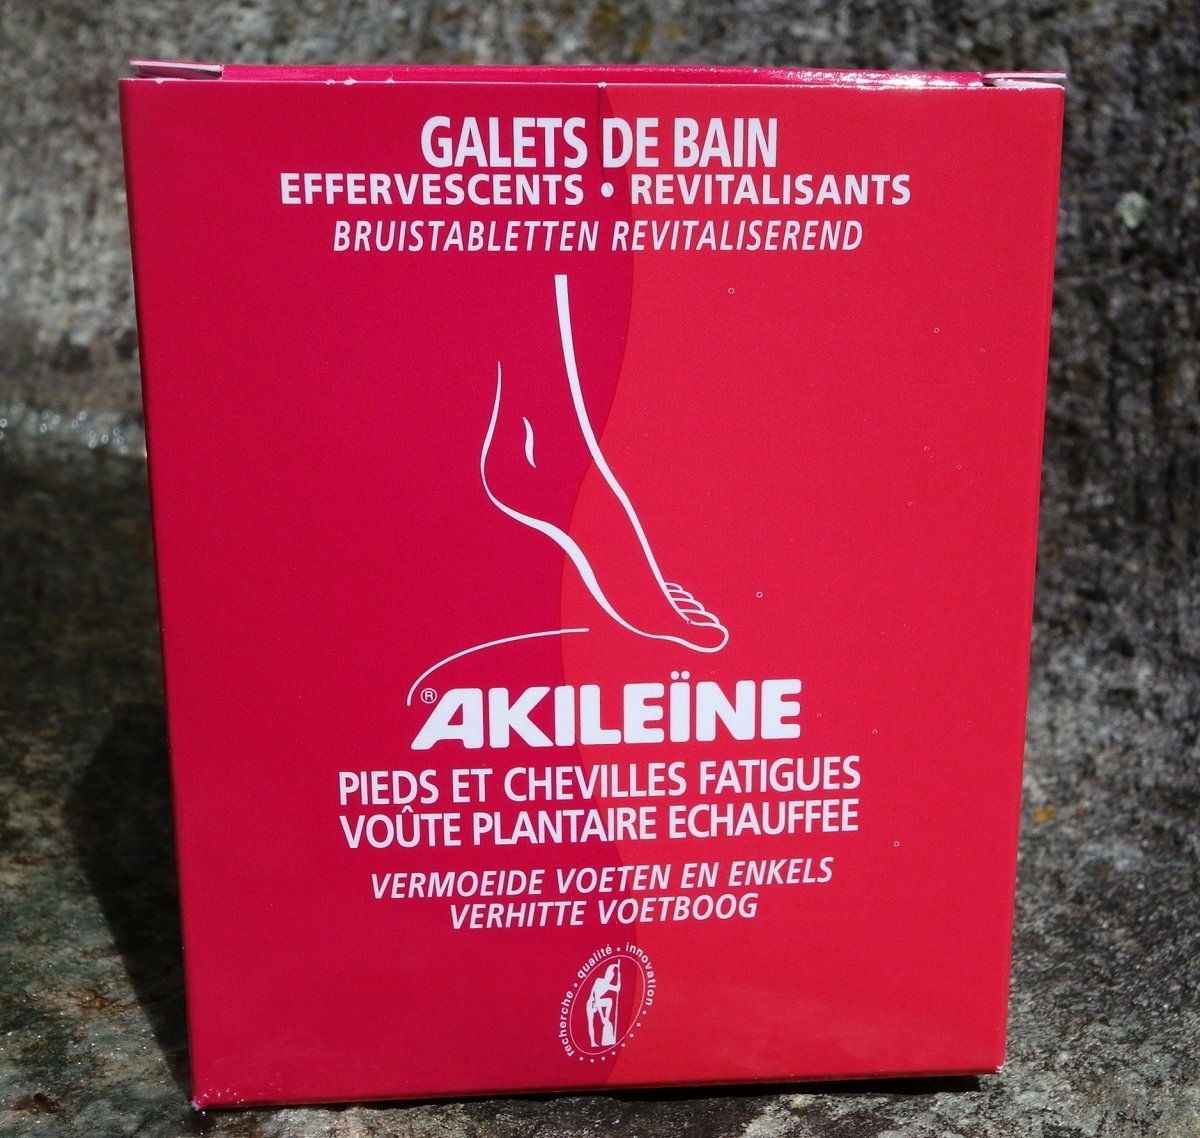 GALETS DE BAIN
EFFERVESCENTS • REVITALISANTS
BRUISTABLETTEN REVITALISEREND
® AKILEÏNE
PIEDS ET CHEVILLES FATIGUES
VOÛTE PLANTAIRE ECHAUFFEE
VERMOEIDE VOETEN EN ENKELS
VERHITTE VOETBOOG
recherche • qualité • innovation